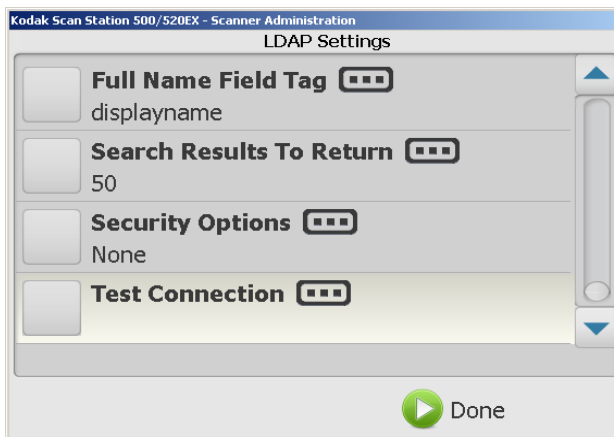 Kodak Scan Station 500/520EX - Scanner Administration
LDAP Settings
Full Name Field Tag
displayname
Search Results To Return
50
Security Options
None
Test Connection
Done